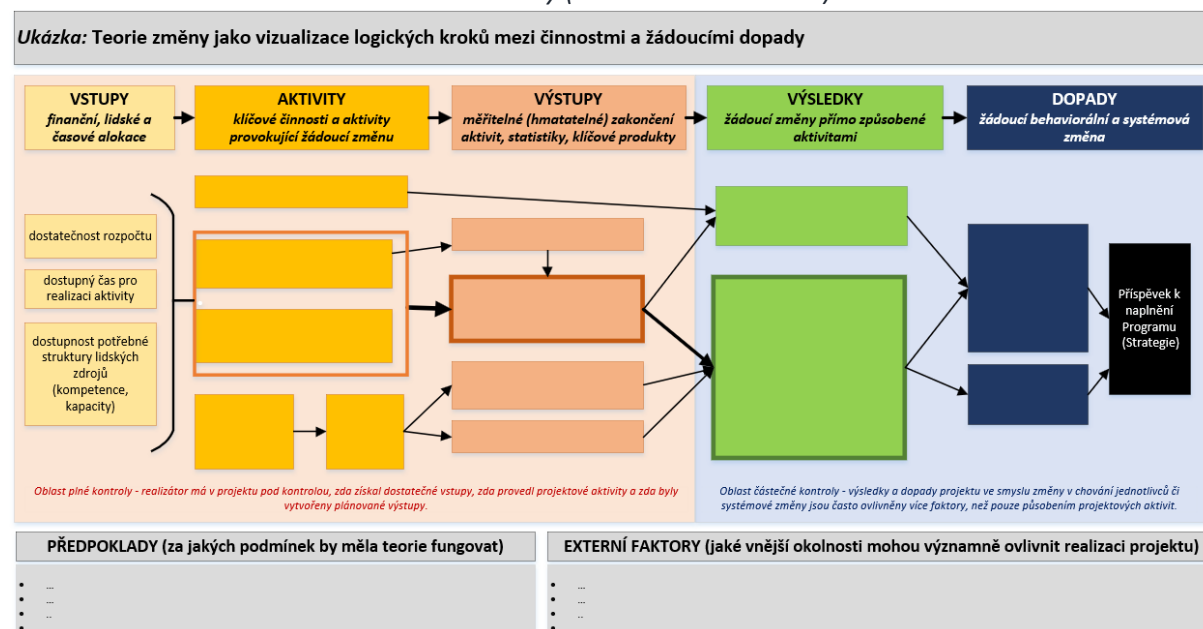 Ukázka: Teorie změny jako vizualizace logických kroků mezi činnostmi a žádoucími dopady
VSTUPY
finanční, lidské a
časové alokace
AKTIVITY
klíčové činnosti a aktivity
provokující žádoucí změnu
VÝSTUPY
měřitelné (hmatatelné) zakončení
aktivit, statistiky, klíčové produkty
VÝSLEDKY
žádoucí změny přímo způsobené
aktivitami
DOPADY
žádoucí behaviorální a systémová
změna
dostatečnost rozpočtu
dostupný čas pro
realizaci aktivity
dostupnost potřebné
struktury lidských
zdrojů
(kompetence,
kapacity)
Příspěvek k
naplnění
Programu
(Strategie)
Oblast plné kontroly - realizátor má v projektu pod kontrolou, zda získal dostatečné vstupy, zda provedl projektové aktivity a zda byly
vytvořeny plánované výstupy.
Oblast částečné kontroly - výsledky a dopady projektu ve smyslu změny v chování jednotlivců či
systémové změny jsou často ovlivněny více faktory, než pouze působením projektových aktivit.
PŘEDPOKLADY (za jakých podmínek by měla teorie fungovat)
• ...
• ...
• ..
•
EXTERNÍ FAKTORY (jaké vnější okolnosti mohou významně ovlivnit realizaci projektu)
• ...
• ...
• ..
•